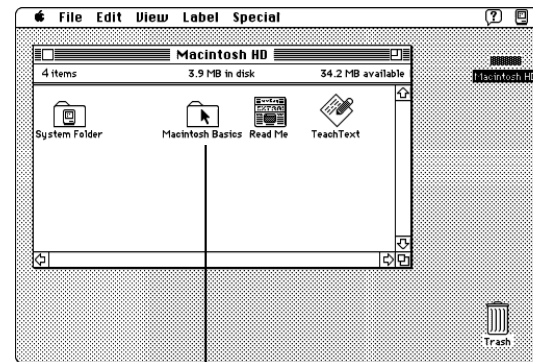 File Edit View Label Special
Macintosh HD
4 items 3.9 MB in disk 34.2 MB available
Macintosh HD
System Folder Macintosh Basics Read Me TeachText
Trash